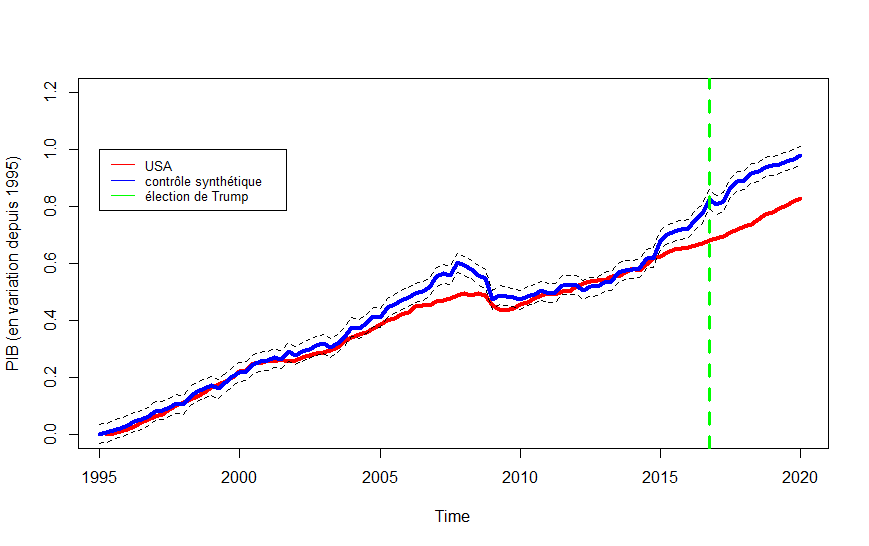 PIB (en variation depuis 1995)
1.2
1.0
0.8
0.6
0.4
0.2
0.0
USA
contrôle synthétique
élection de Trump
1995 2000 2005 2010 2015 2020
Time